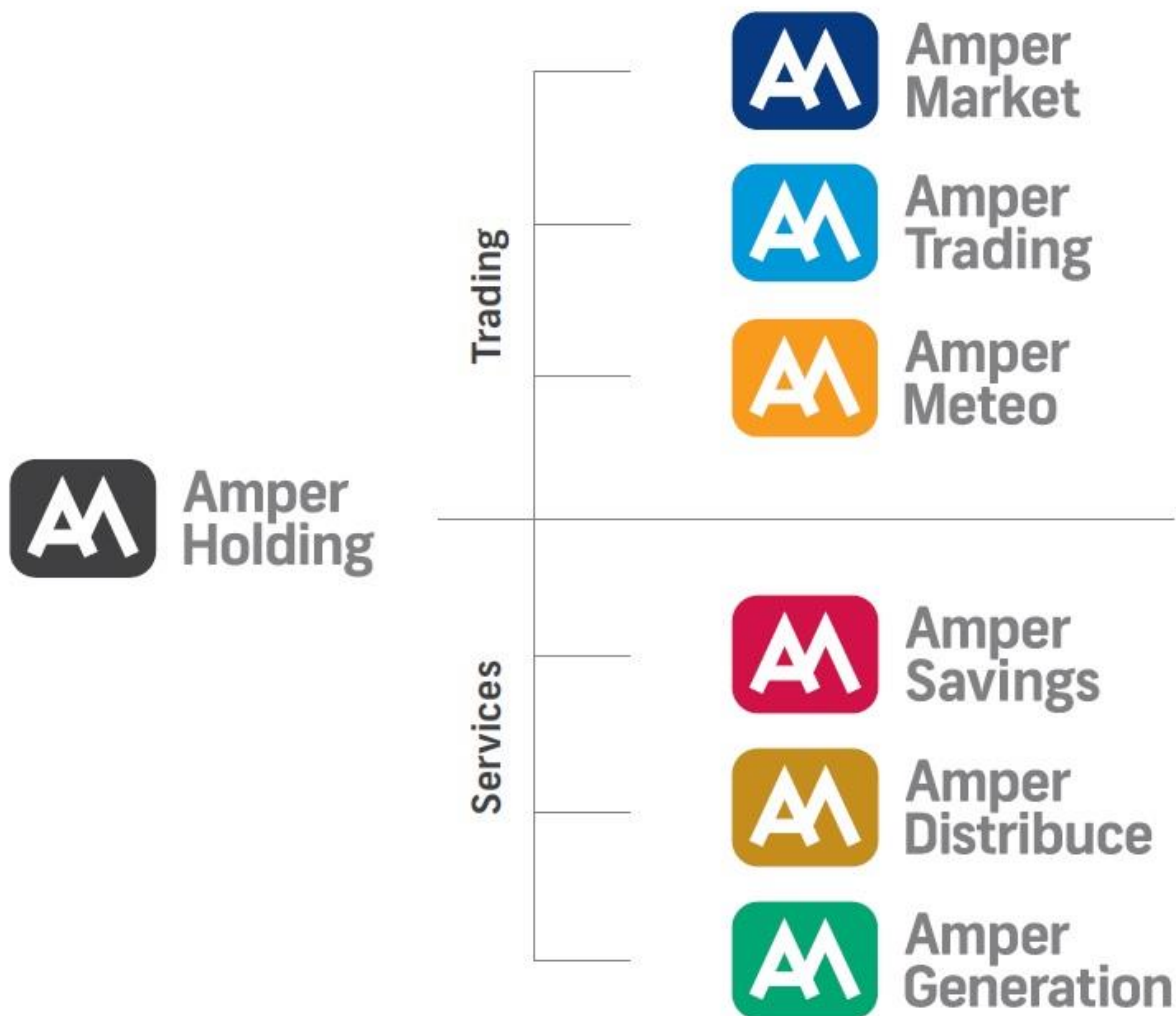 Amper
Holding
Trading
Amper
Market
Amper
Trading
Amper
Meteo
Services
Amper
Savings
Amper
Distribuce
Amper
Generation